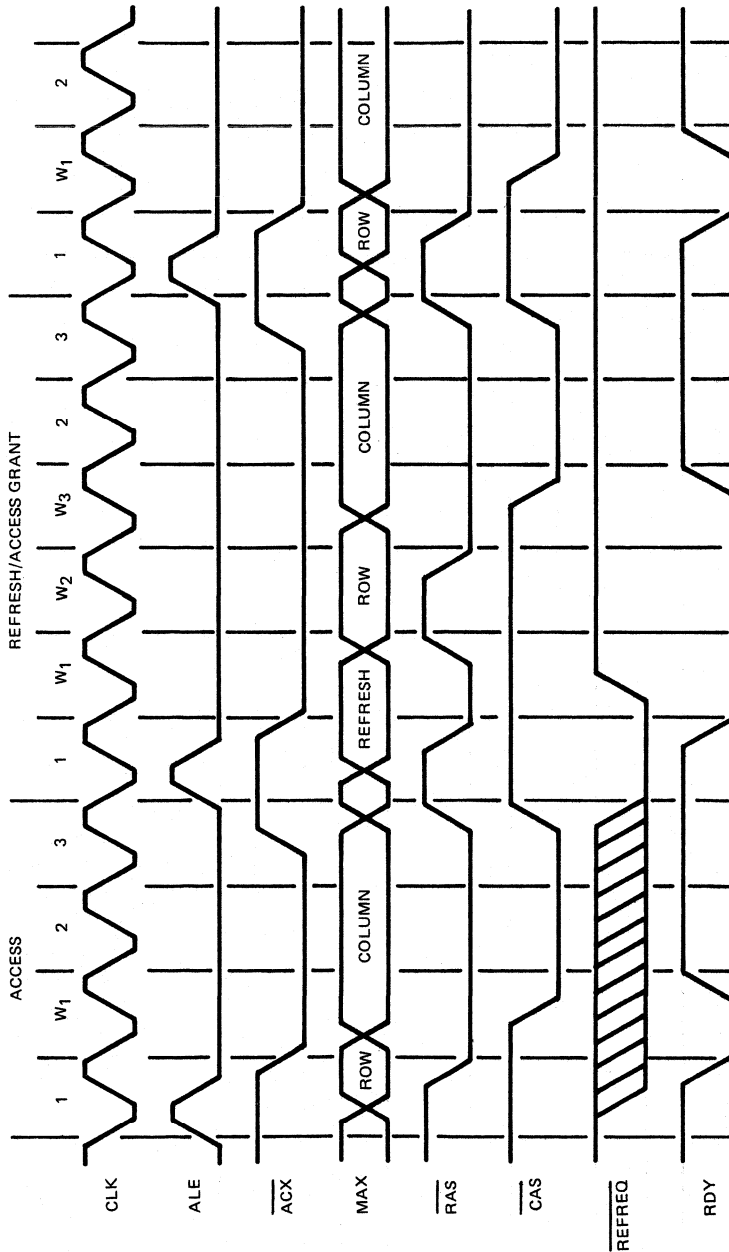 ACCESS REFRESH/ACCESS GRANT
1 W1 2 3 1 W1 W2 W3 2 3 1 W1 2
CLK
ALE
ACX
MAX ROW COLUMN REFRESH ROW COLUMN ROW COLUMN
RAS
CAS
REFREQ
RDY